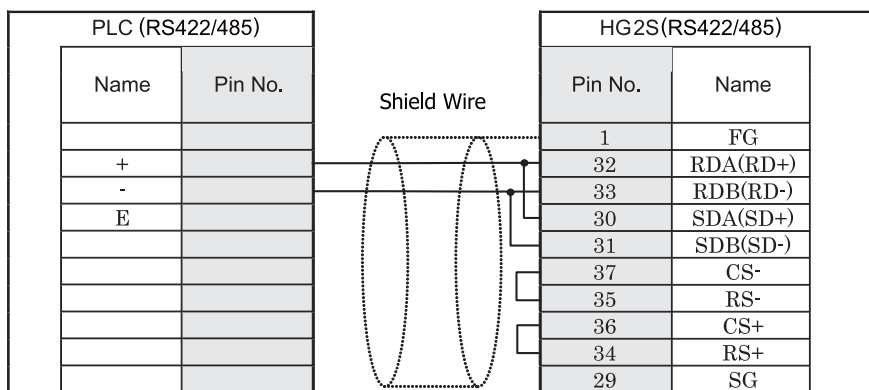 PLC (RS422/485)
Name Pin No.
+
-
E
Shield Wire
HG2S(RS422/485)
Pin No. Name
1 FG
32 RDA(RD+)
33 RDB(RD-)
30 SDA(SD+)
31 SDB(SD-)
37 CS-
35 RS-
36 CS+
34 RS+
29 SG